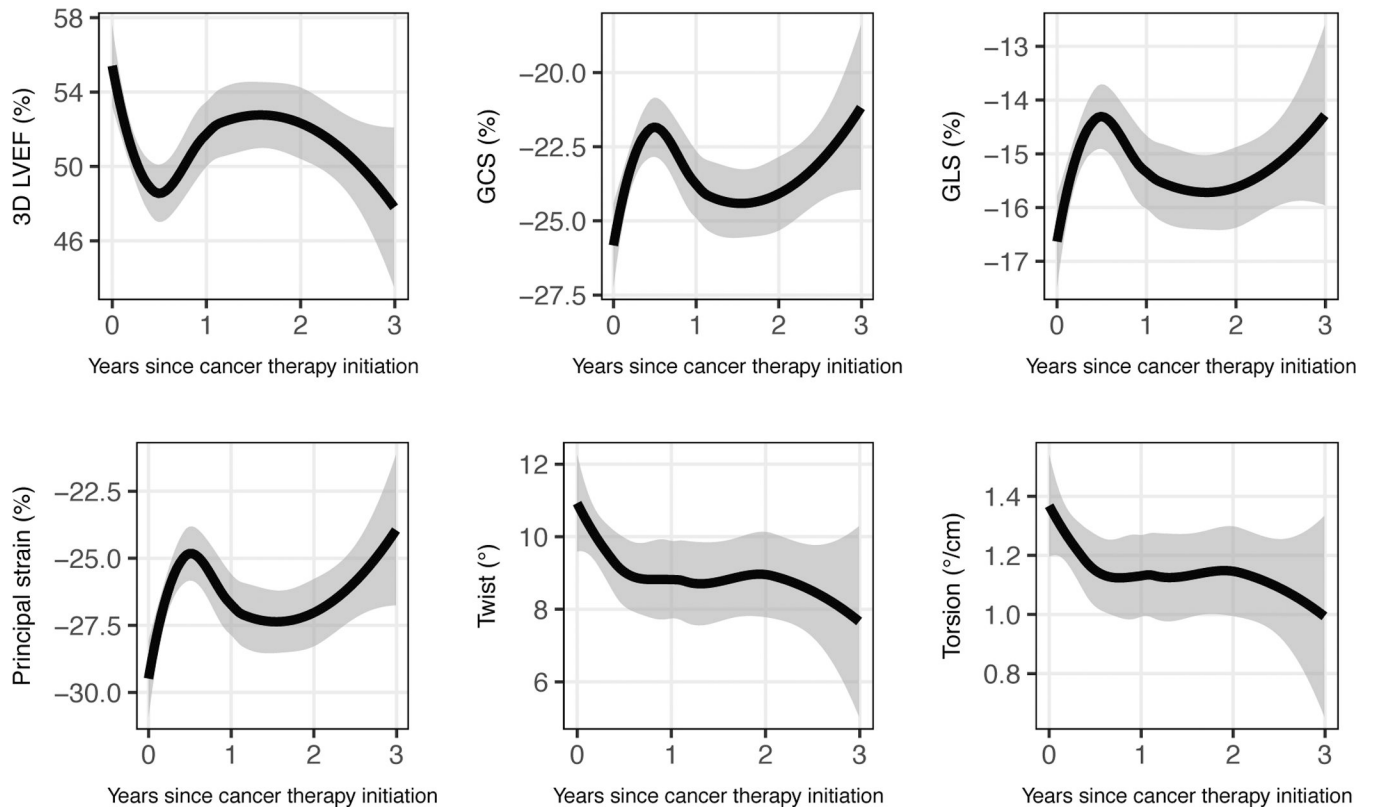 3D LVEF (%)
58
54
50
46
0 1 2 3
Years since cancer therapy initiation
GCS (%)
−20.0
−22.5
−25.0
−27.5
0 1 2 3
Years since cancer therapy initiation
GLS (%)
−13
−14
−15
−16
−17
0 1 2 3
Years since cancer therapy initiation
Principal strain (%)
−22.5
−25.0
−27.5
−30.0
0 1 2 3
Years since cancer therapy initiation
Twist (°)
12
10
8
6
0 1 2 3
Years since cancer therapy initiation
Torsion (°/cm)
1.4
1.2
1.0
0.8
0 1 2 3
Years since cancer therapy initiation